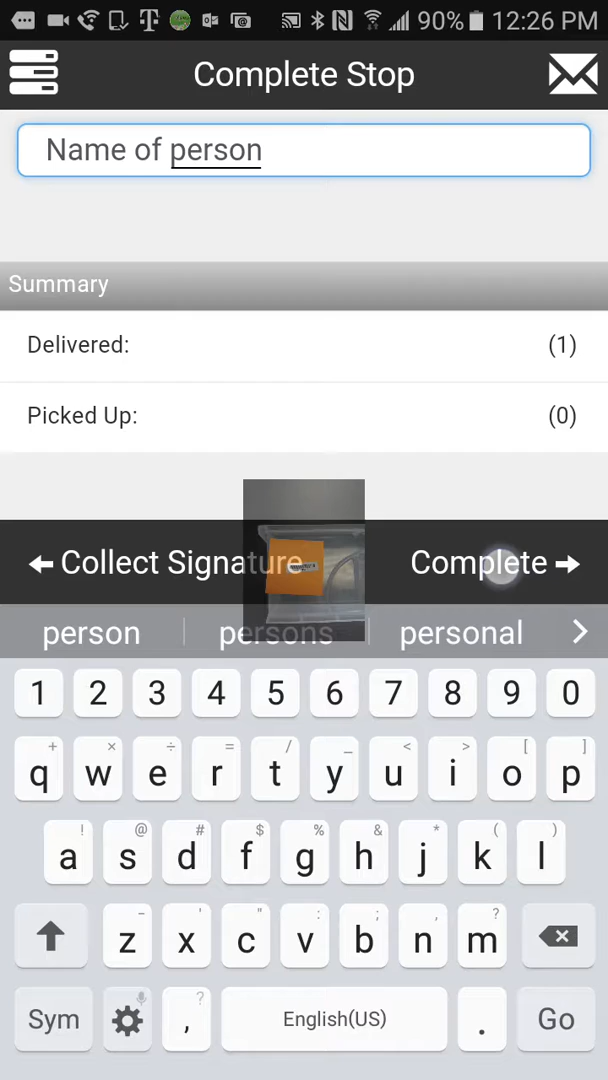 90% 12:26 PM
Complete Stop
Name of person
Summary
Delivered: (1)
Picked Up: (0)
Collect Signature Complete
person persons personal
1 2 3 4 5 6 7 8 9 0
+ × ÷ = / _ < > [ ]
q w e r t y u i o p
! @ # $ % & * ( )
a s d f g h j k l
- ' " : ; , ?
z x c v b n m
Sym , ? English(US) . Go